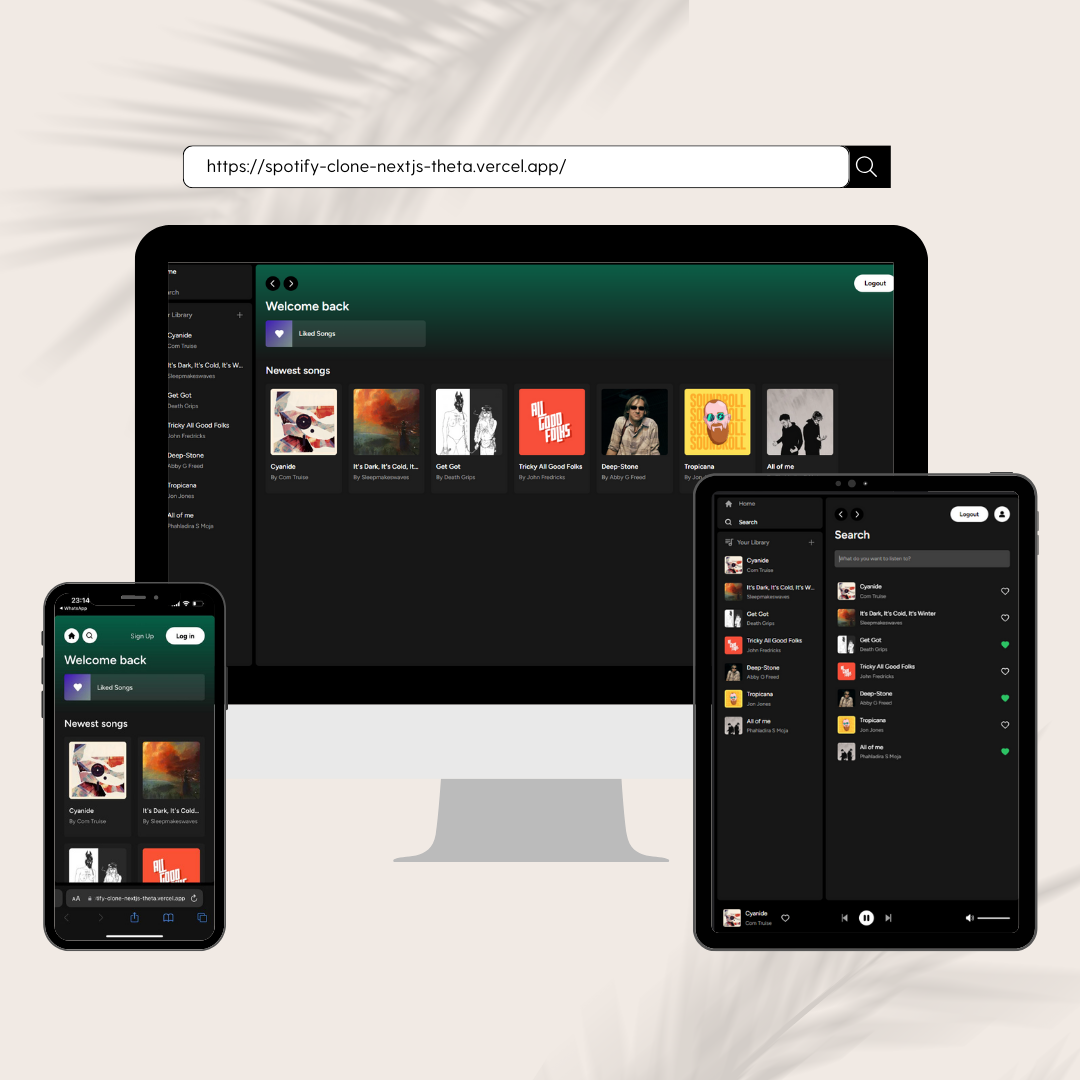 https://spotify-clone-nextjs-theta.vercel.app/
me
rch
r Library
Cyanide
Com Truise
It's Dark, It's Cold, It's W...
Sleepmakeswaves
Get Got
Death Grips
Tricky All Good Folks
John Fredricks
Deep-Stone
Abby G Freed
Tropicana
Jon Jones
All of me
Phahladira S Moja
Logout
Welcome back
Liked Songs
Newest songs
ALL GOOD FOLKS
SOUNDROLL
Cyanide
By Com Truise
It's Dark, It's Cold, It...
By Sleepmakeswaves
Get Got
By Death Grips
Tricky All Good Folks
By John Fredricks
Deep-Stone
By Abby G Freed
Tropicana
By Jon
All of me
23:14
WhatsApp
Sign Up
Log in
Welcome back
Liked Songs
Newest songs
Cyanide
By Com Truise
It's Dark, It's Cold...
By Sleepmakeswaves
ALL
GOOD
AA
ify-clone-nextjs-theta.vercel.app
Home
Search
Your Library
Cyanide
Com Truise
It's Dark, It's Cold, It's W...
Sleepmakeswaves
Get Got
Death Grips
Tricky All Good Folks
John Fredricks
Deep-Stone
Abby G Freed
Tropicana
Jon Jones
All of me
Phahladira S Moja
Logout
Search
What do you want to listen to?
Cyanide
Com Truise
It's Dark, It's Cold, It's Winter
Sleepmakeswaves
Get Got
Death Grips
Tricky All Good Folks
John Fredricks
Deep-Stone
Abby G Freed
Tropicana
Jon Jones
All of me
Phahladira S Moja
Cyanide
Com Truise